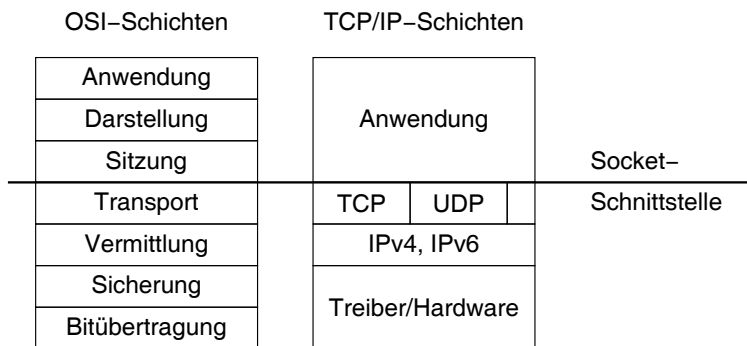 OSI–Schichten
TCP/IP–Schichten
Anwendung
Darstellung
Sitzung
Transport
Vermittlung
Sicherung
Bitübertragung
Anwendung
TCP
UDP
IPv4, IPv6
Treiber/Hardware
Socket–
Schnittstelle